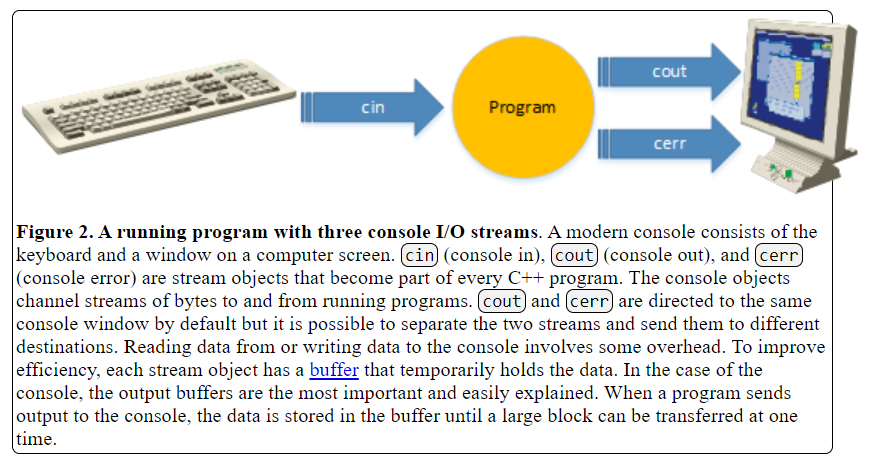 cin
Program
cout
cerr
Figure 2. A running program with three console I/O streams. A modern console consists of the
keyboard and a window on a computer screen. cin (console in), cout (console out), and cerr
(console error) are stream objects that become part of every C++ program. The console objects
channel streams of bytes to and from running programs. cout and cerr are directed to the same
console window by default but it is possible to separate the two streams and send them to different
destinations. Reading data from or writing data to the console involves some overhead. To improve
efficiency, each stream object has a buffer that temporarily holds the data. In the case of the
console, the output buffers are the most important and easily explained. When a program sends
output to the console, the data is stored in the buffer until a large block can be transferred at one
time.